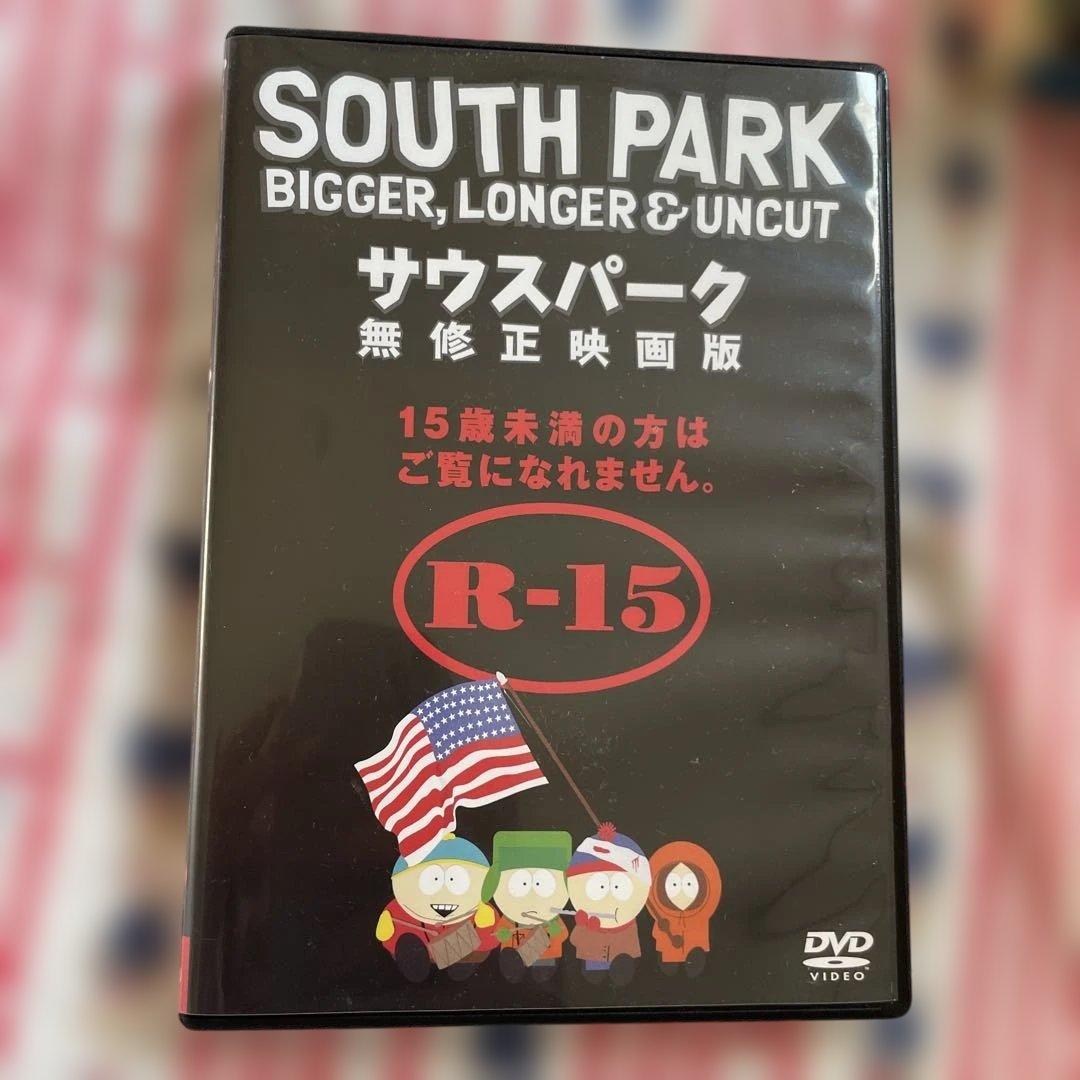 SOUTH PARK
BIGGER, LONGER & UNCUT
サウスパーク
無修正映画版
15歳未満の方は
ご覧になれません。
R-15
DVD
VIDEO